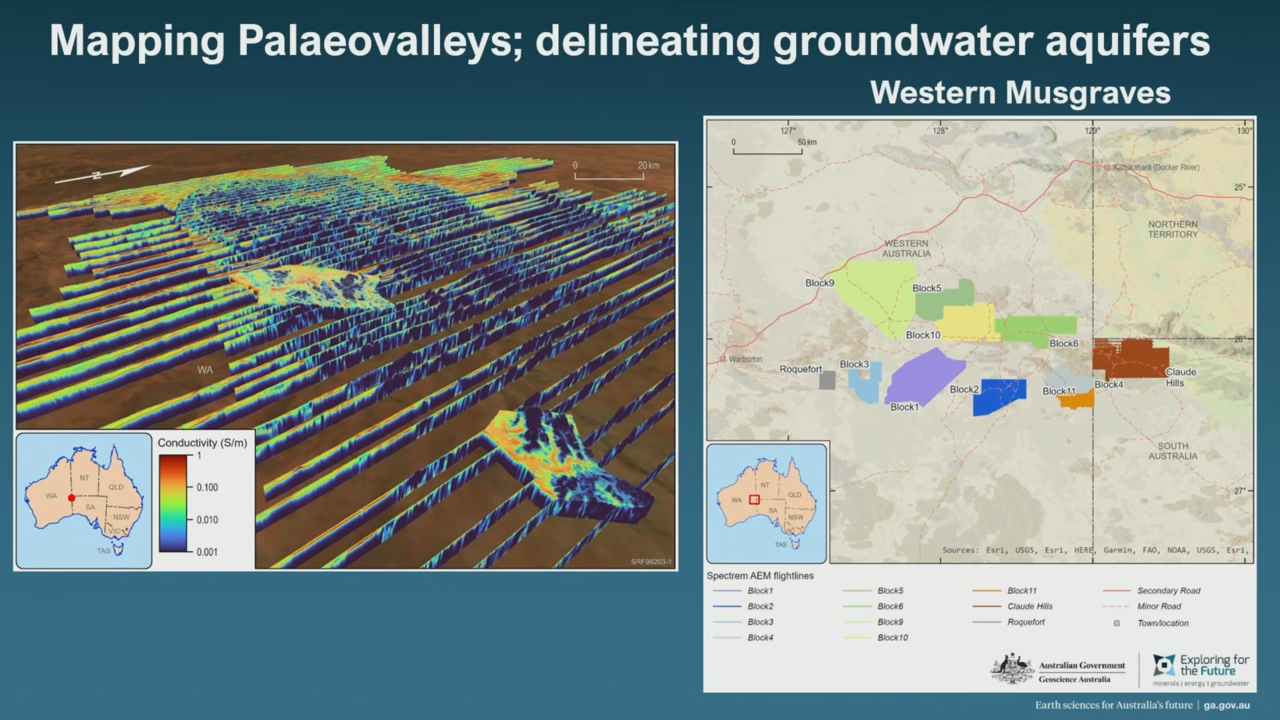 Mapping Palaeovalleys; delineating groundwater aquifers
Western Musgraves
N
0 20 km
WA
Conductivity (S/m)
1
0.100
0.010
0.001
WA
NT
QLD
SA
NSW
VIC
TAS
SRF98203-1
127°
128°
129°
130°
0 50 km
Kaltukatjara (Docker River)
25°
NORTHERN
TERRITORY
WESTERN
AUSTRALIA
Block9
Block5
Block10
Block6
26°
Warburton
Roquefort
Block3
Block1
Block2
Block11
Block4
Claude
Hills
SOUTH
AUSTRALIA
27°
WA
NT
QLD
SA
NSW
TAS
Sources: Esri, USGS, Esri, HERE, Garmin, FAO, NOAA, USGS, Esri,
Spectrem AEM flightlines
Block1
Block2
Block3
Block4
Block5
Block6
Block9
Block10
Block11
Claude Hills
Roquefort
Secondary Road
Minor Road
Town/location
Australian Government
Geoscience Australia
Exploring for
the Future
minerals | energy | groundwater
Earth sciences for Australia's future | ga.gov.au